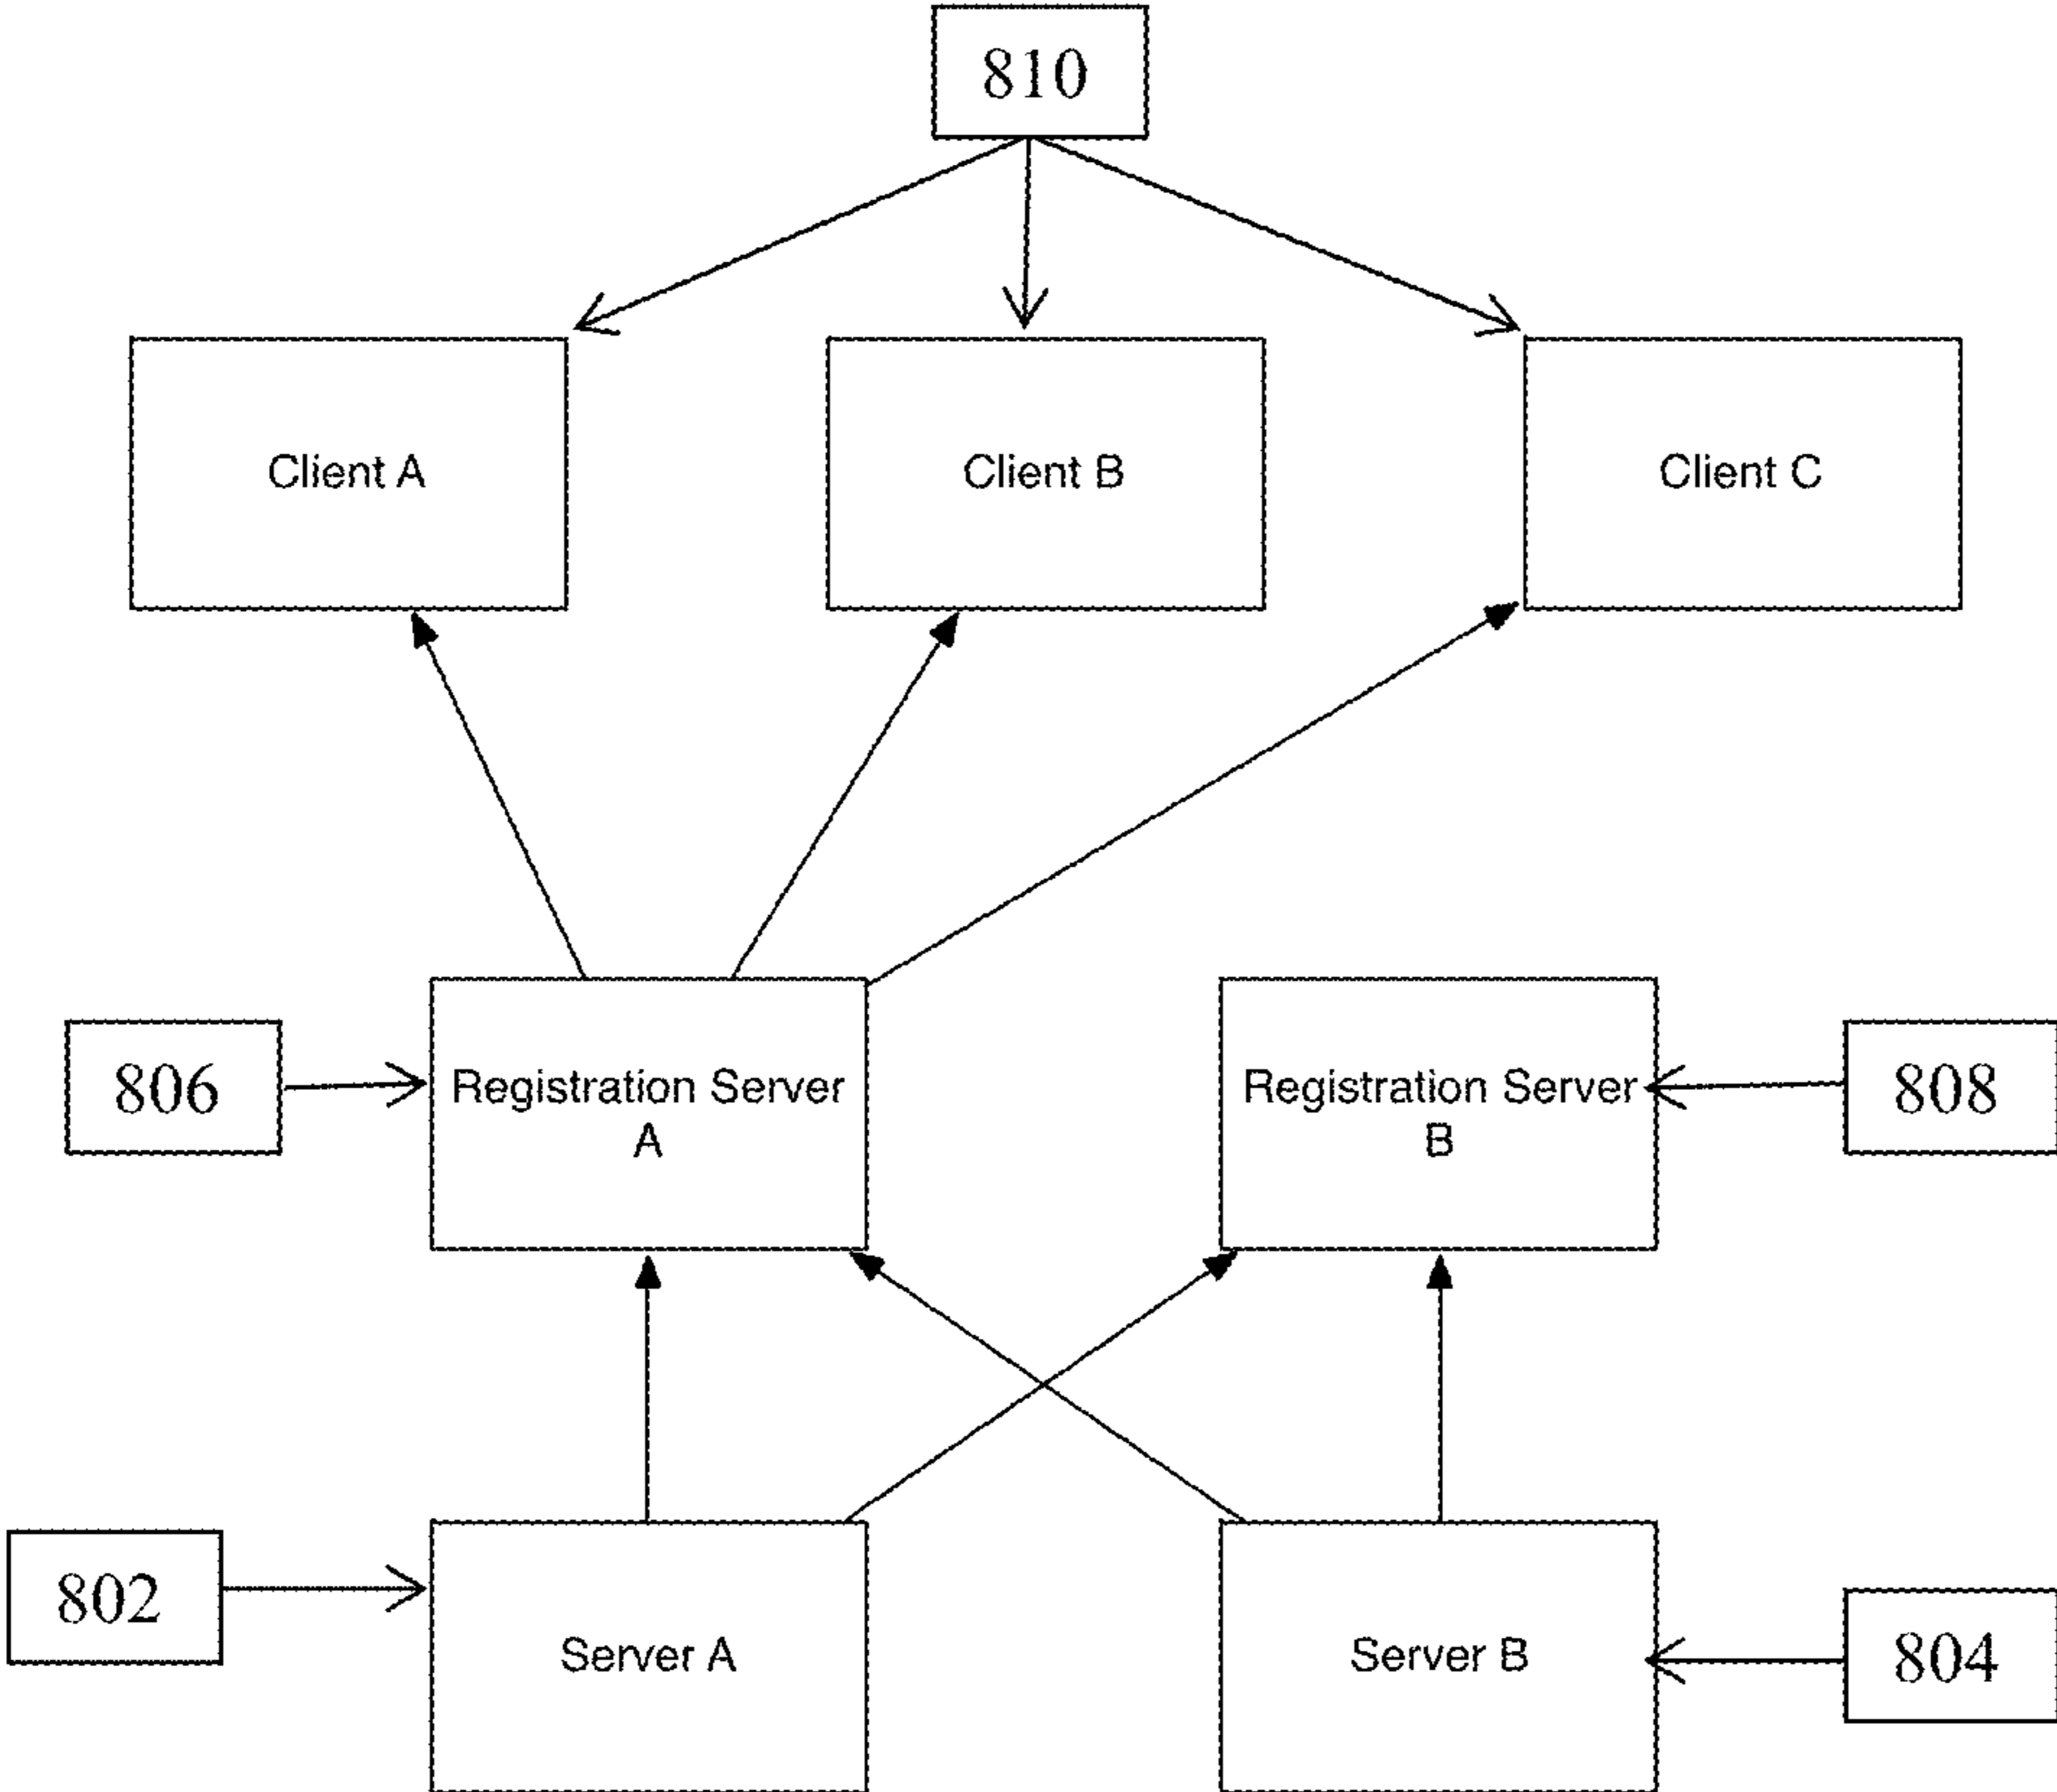 810
Client A
Client B
Client C
806
Registration Server
A
Registration Server
B
808
802
Server A
Server B
804